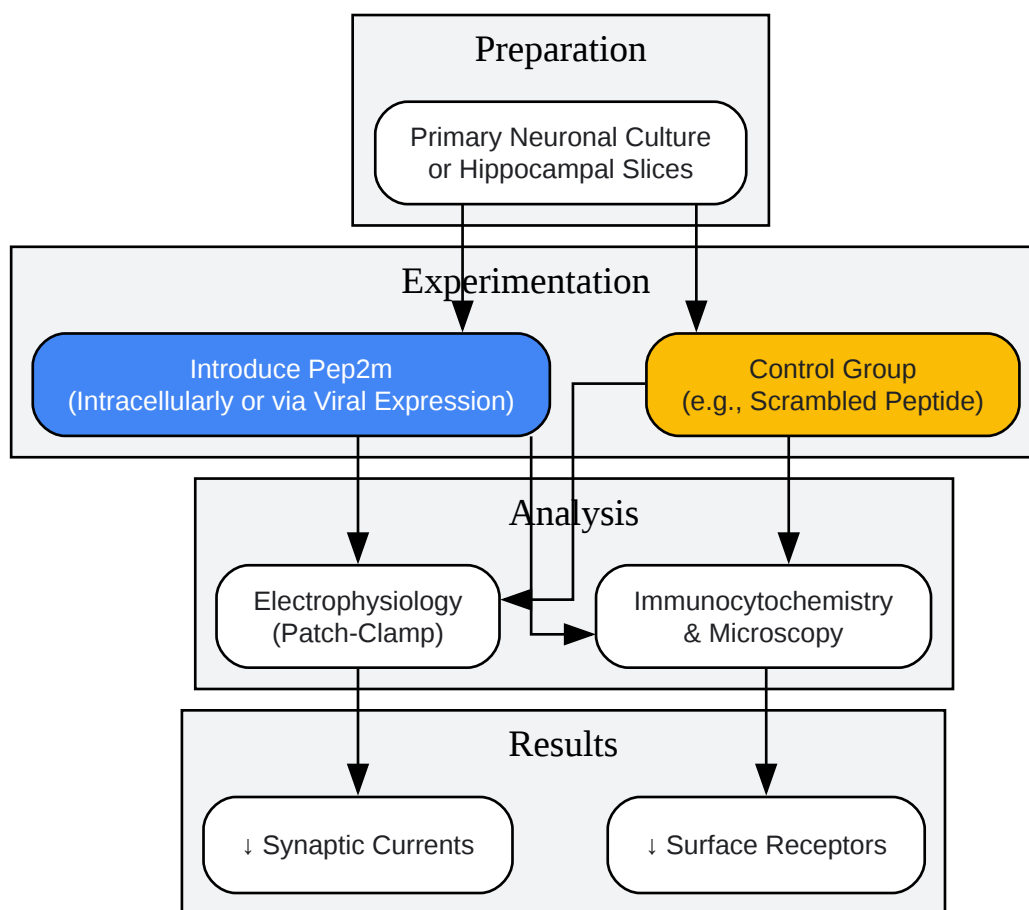 Preparation
Primary Neuronal Culture
or Hippocampal Slices
Experimentation
Introduce Pep2m
(Intracellularly or via Viral Expression)
Control Group
(e.g., Scrambled Peptide)
Analysis
Electrophysiology
(Patch-Clamp)
Immunocytochemistry
& Microscopy
Results
↓ Synaptic Currents
↓ Surface Receptors